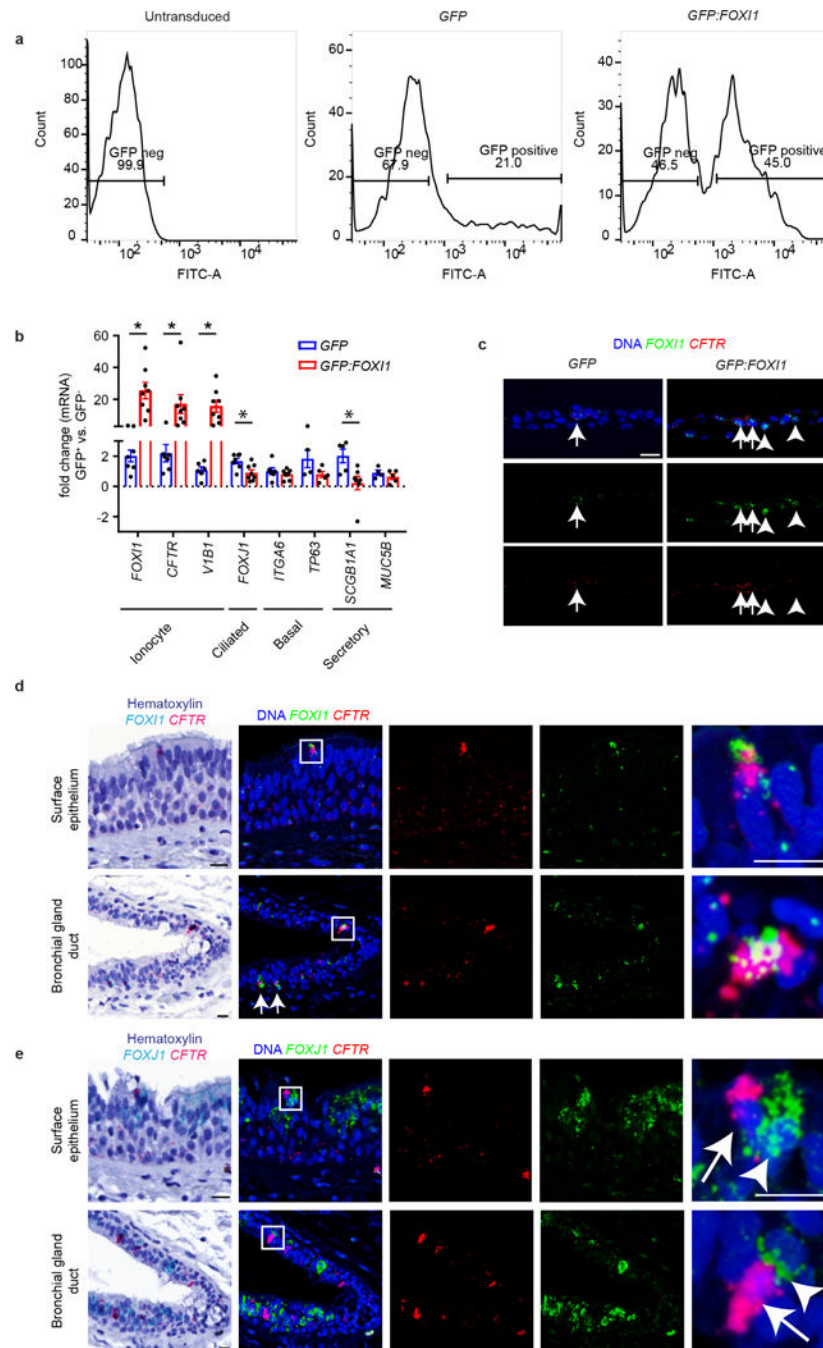 a
Untransduced
GFP
GFP:FOXI1
Count
100
80
60
40
20
0
GFP neg
99.9
10² 10³ 10⁴
FITC-A
Count
60
40
20
0
GFP neg
67.9
GFP positive
21.0
10² 10³ 10⁴
FITC-A
Count
40
30
20
10
0
GFP neg
46.5
GFP positive
45.0
10² 10³ 10⁴
FITC-A
b
fold change (mRNA)
GFP⁺ vs. GFP⁻
60
40
20
4
2
0
-2
* * * * *
GFP
GFP:FOXI1
FOXI1
CFTR
V1B1
FOXJ1
ITGA6
TP63
SCGB1A1
MUC5B
Ionocyte
Ciliated
Basal
Secretory
c
DNA FOXI1 CFTR
GFP
GFP:FOXI1
d
Hematoxylin
FOXI1 CFTR
DNA FOXI1 CFTR
Surface
epithelium
Bronchial gland
duct
e
Hematoxylin
FOXJ1 CFTR
DNA FOXJ1 CFTR
Surface
epithelium
Bronchial gland
duct